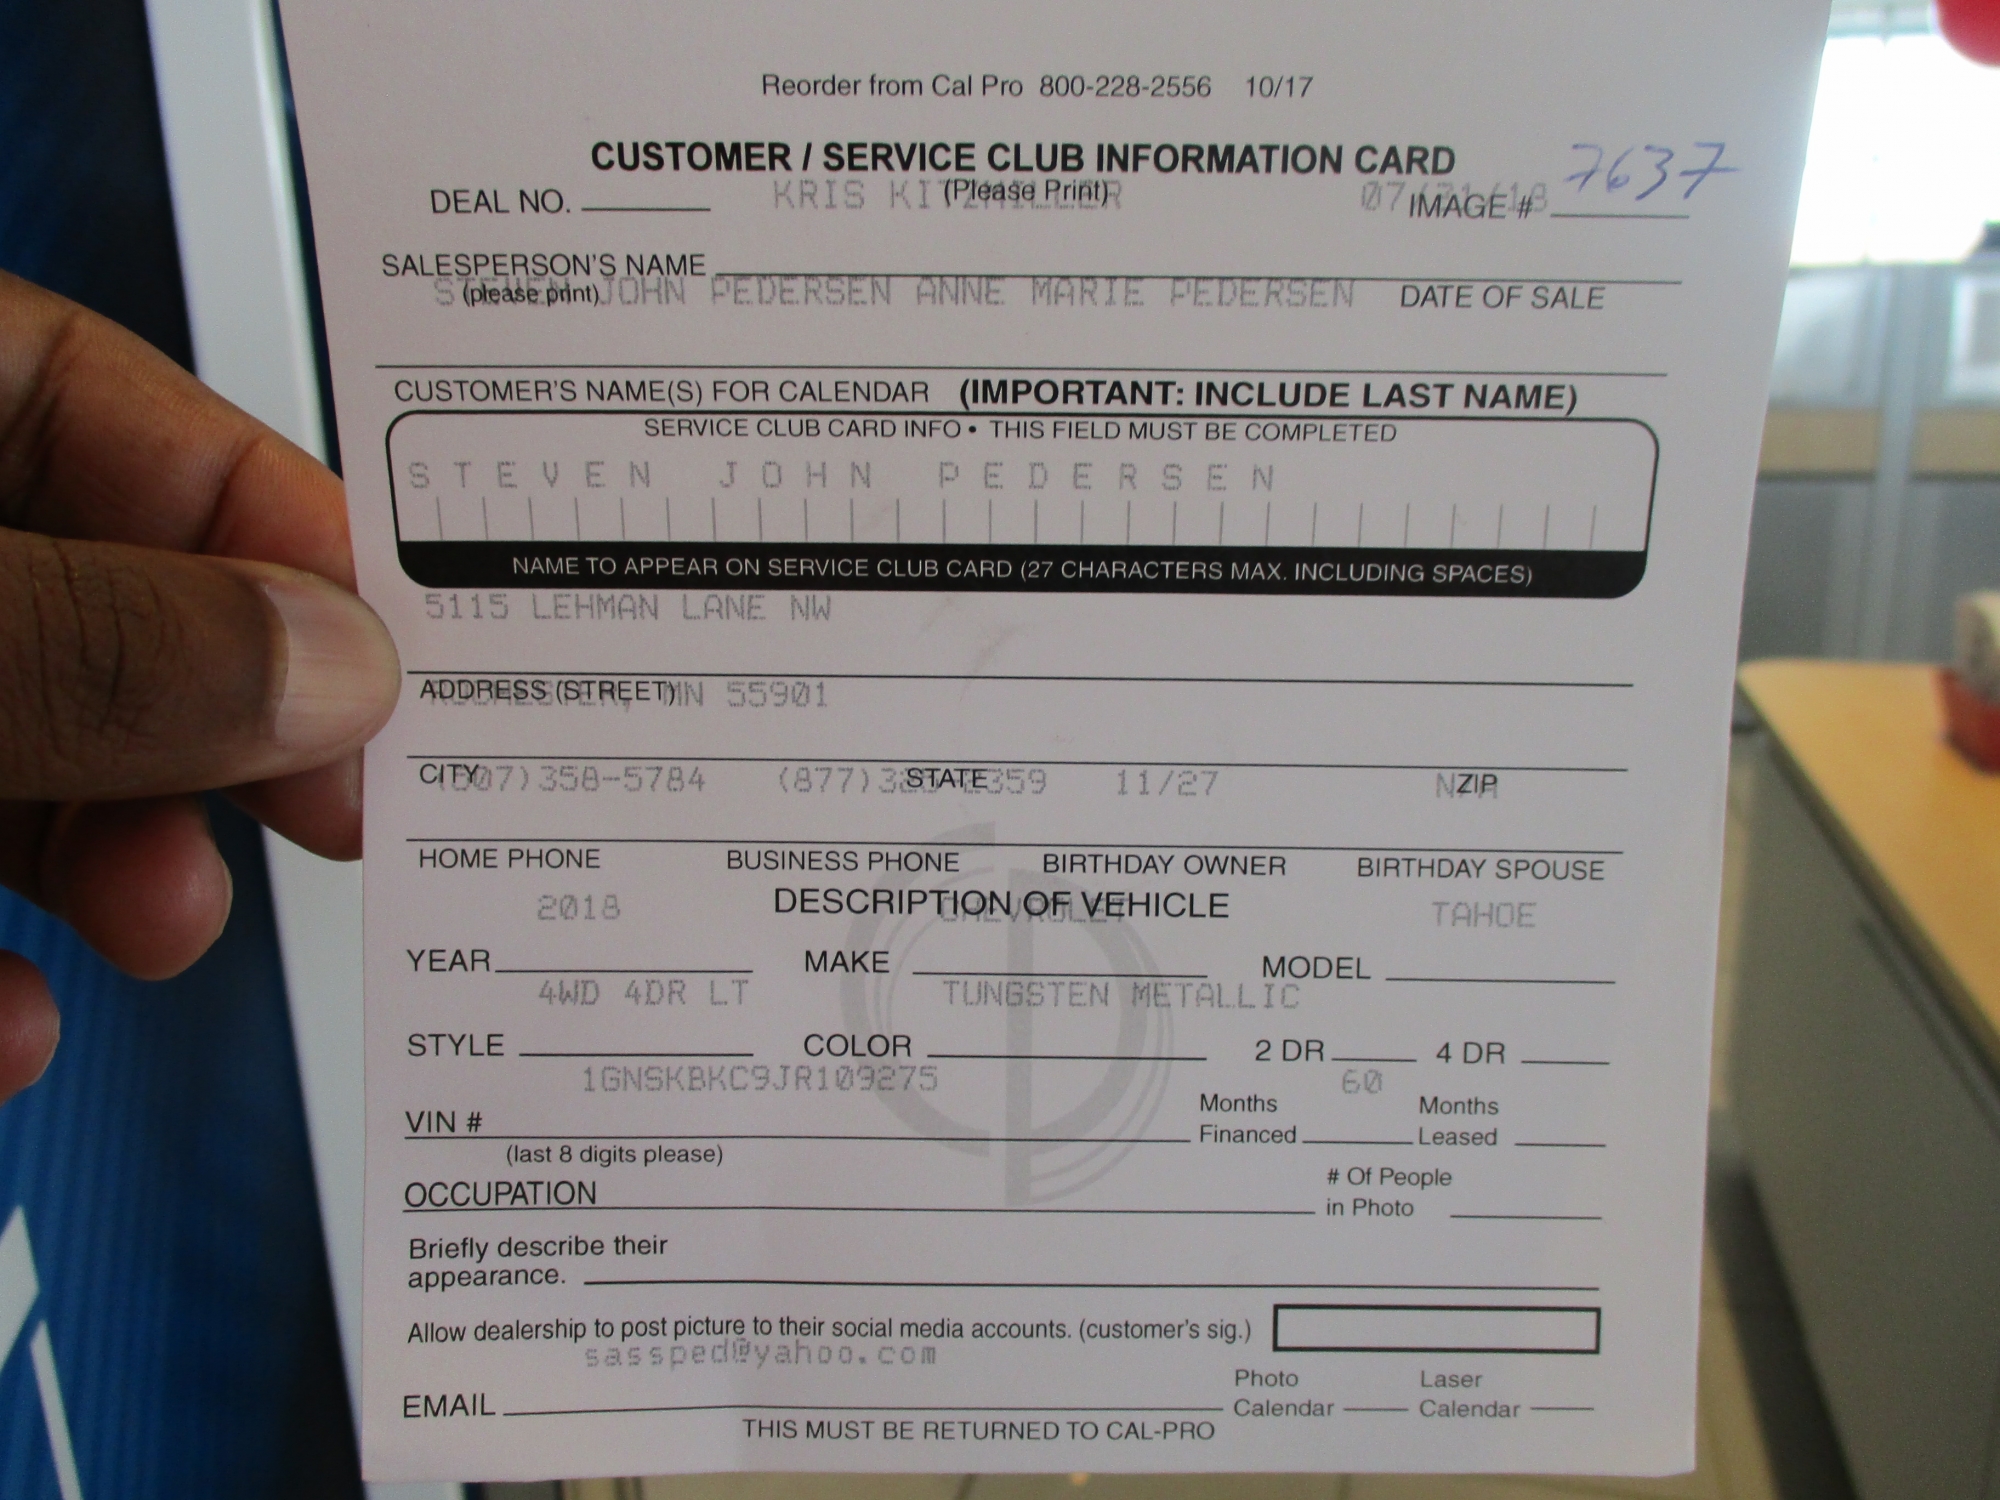 Reorder from Cal Pro 800-228-2556 10/17
CUSTOMER / SERVICE CLUB INFORMATION CARD
7637
DEAL NO. KRIS (Please Print) IMAGE #
SALESPERSON'S NAME
(please print) STEVEN JOHN PEDERSEN ANNE MARIE PEDERSEN DATE OF SALE
CUSTOMER'S NAME(S) FOR CALENDAR (IMPORTANT: INCLUDE LAST NAME)
SERVICE CLUB CARD INFO • THIS FIELD MUST BE COMPLETED
STEVEN JOHN PEDERSEN
NAME TO APPEAR ON SERVICE CLUB CARD (27 CHARACTERS MAX. INCLUDING SPACES)
5115 LEHMAN LANE NW
ADDRESS (STREET) MN 55901
CITY (507)358-5784 STATE 11/27 ZIP
HOME PHONE BUSINESS PHONE BIRTHDAY OWNER BIRTHDAY SPOUSE
2018 DESCRIPTION OF VEHICLE CHEVROLET TAHOE
YEAR MAKE MODEL
4WD 4DR LT TUNGSTEN METALLIC
STYLE COLOR 2 DR 4 DR
1GNSKBKC9JR109275 60
VIN # Months Financed Months Leased
(last 8 digits please)
OCCUPATION # Of People in Photo
Briefly describe their
appearance.
Allow dealership to post picture to their social media accounts. (customer's sig.)
sassped@yahoo.com
EMAIL Photo Calendar Laser Calendar
THIS MUST BE RETURNED TO CAL-PRO